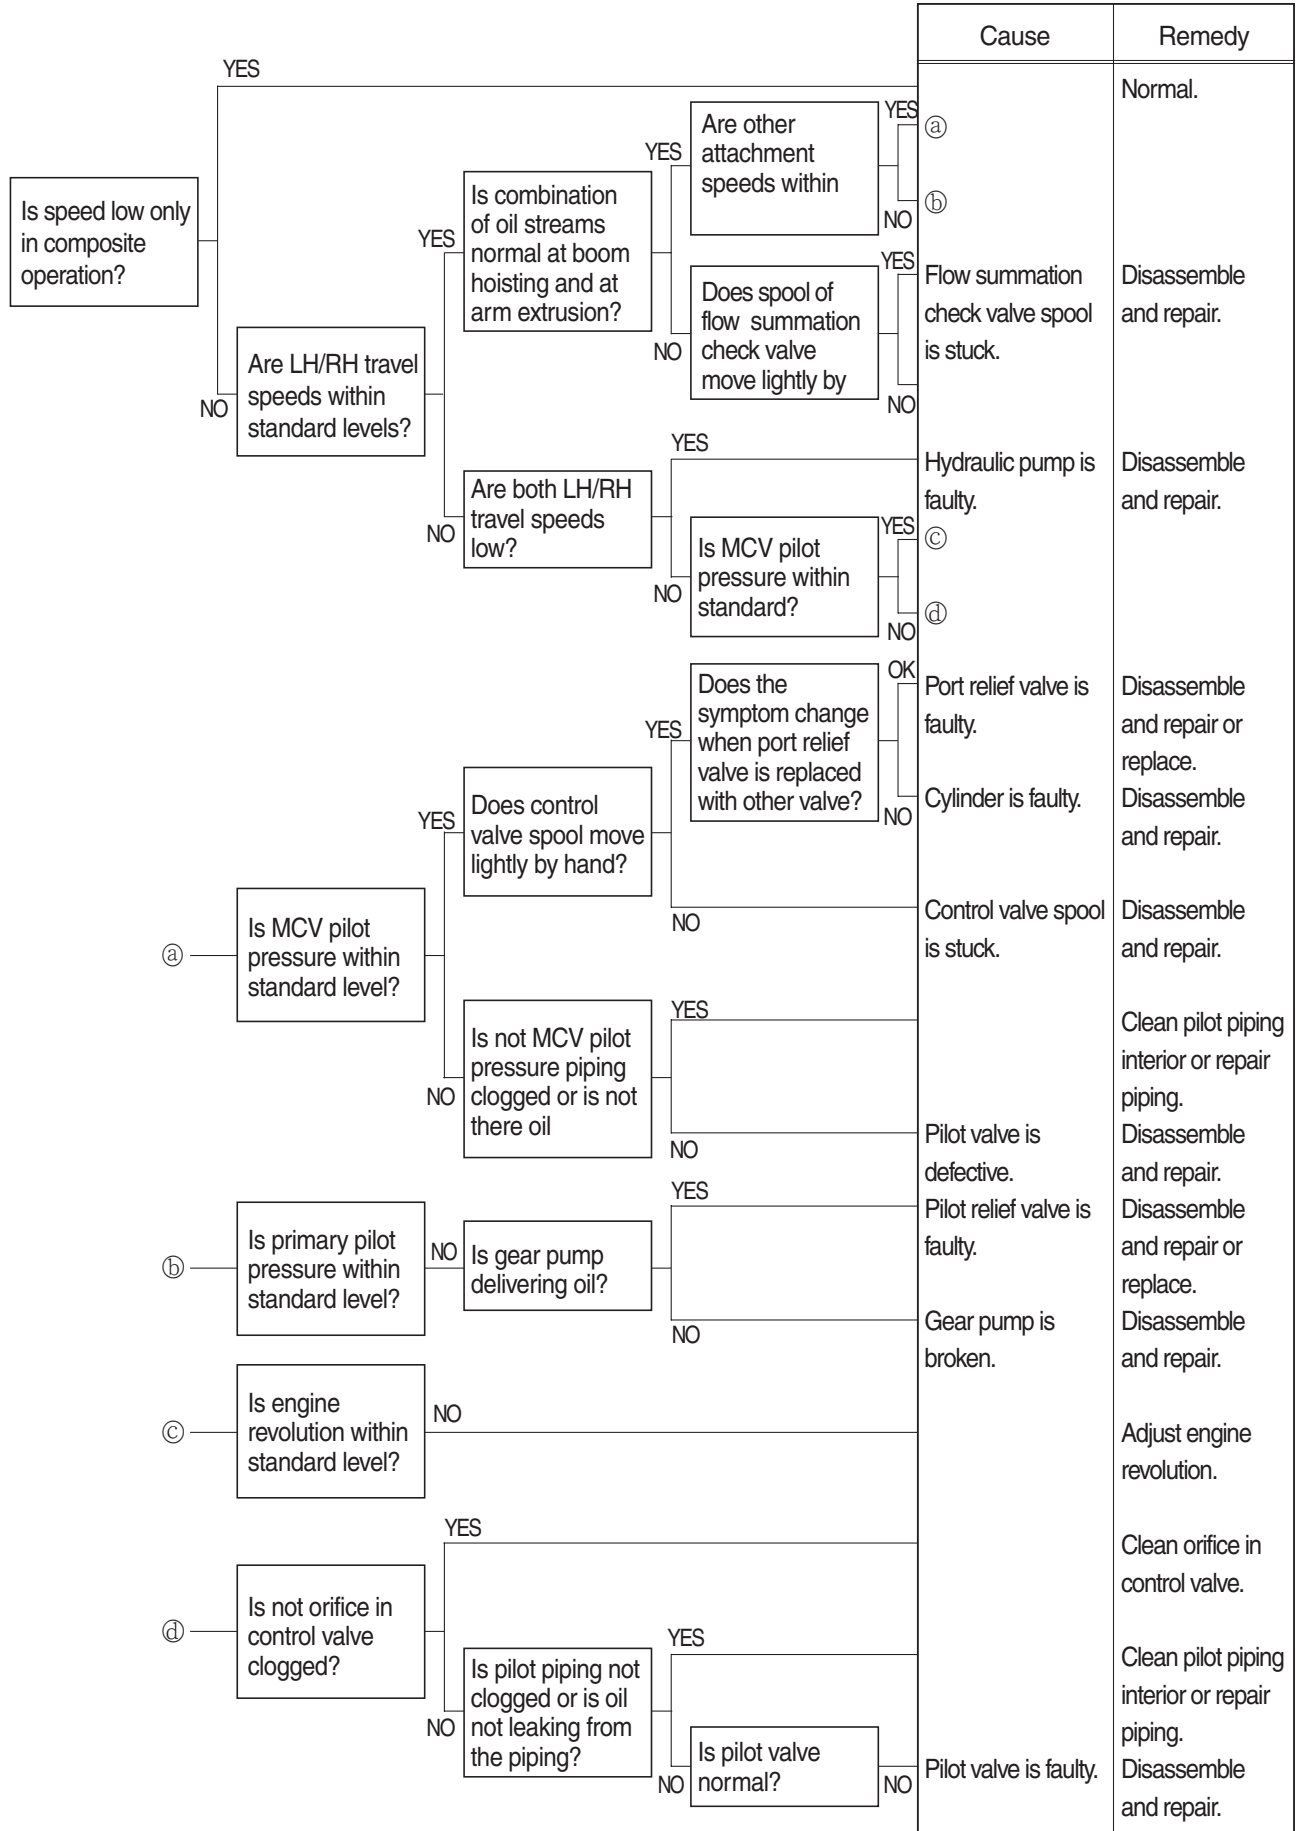 Cause
Remedy
YES
Normal.
Is speed low only
in composite
operation?
NO
Are LH/RH travel
speeds within
standard levels?
YES
Is combination
of oil streams
normal at boom
hoisting and at
arm extrusion?
YES
Are other
attachment
speeds within
YES
ⓐ
NO
ⓑ
NO
Does spool of
flow summation
check valve
move lightly by
YES
Flow summation
check valve spool
is stuck.
Disassemble
and repair.
NO
NO
Are both LH/RH
travel speeds
low?
YES
Hydraulic pump is
faulty.
Disassemble
and repair.
NO
Is MCV pilot
pressure within
standard?
YES
ⓒ
NO
ⓓ
ⓐ
Is MCV pilot
pressure within
standard level?
YES
Does control
valve spool move
lightly by hand?
YES
Does the
symptom change
when port relief
valve is replaced
with other valve?
OK
Port relief valve is
faulty.
Disassemble
and repair or
replace.
NO
Cylinder is faulty.
Disassemble
and repair.
NO
Control valve spool
is stuck.
Disassemble
and repair.
NO
Is not MCV pilot
pressure piping
clogged or is not
there oil
YES
Clean pilot piping
interior or repair
piping.
NO
Pilot valve is
defective.
Disassemble
and repair.
ⓑ
Is primary pilot
pressure within
standard level?
NO
Is gear pump
delivering oil?
YES
Pilot relief valve is
faulty.
Disassemble
and repair or
replace.
NO
Gear pump is
broken.
Disassemble
and repair.
ⓒ
Is engine
revolution within
standard level?
NO
Adjust engine
revolution.
ⓓ
Is not orifice in
control valve
clogged?
YES
Clean orifice in
control valve.
NO
Is pilot piping not
clogged or is oil
not leaking from
the piping?
YES
Clean pilot piping
interior or repair
piping.
NO
Is pilot valve
normal?
NO
Pilot valve is faulty.
Disassemble
and repair.